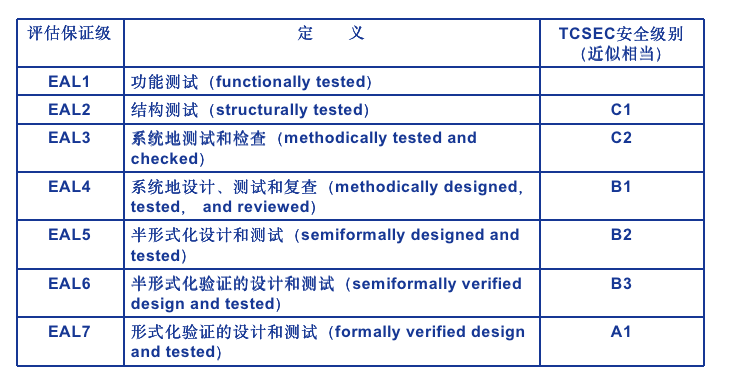 评估保证级 定 义 TCSEC安全级别
(近似相当)
EAL1 功能测试(functionally tested)
EAL2 结构测试(structurally tested) C1
EAL3 系统地测试和检查(methodically tested and C2
checked)
EAL4 系统地设计、测试和复查(methodically designed, B1
tested, and reviewed)
EAL5 半形式化设计和测试(semiformally designed and B2
tested)
EAL6 半形式化验证的设计和测试(semiformally verified B3
design and tested)
EAL7 形式化验证的设计和测试(formally verified design A1
and tested)